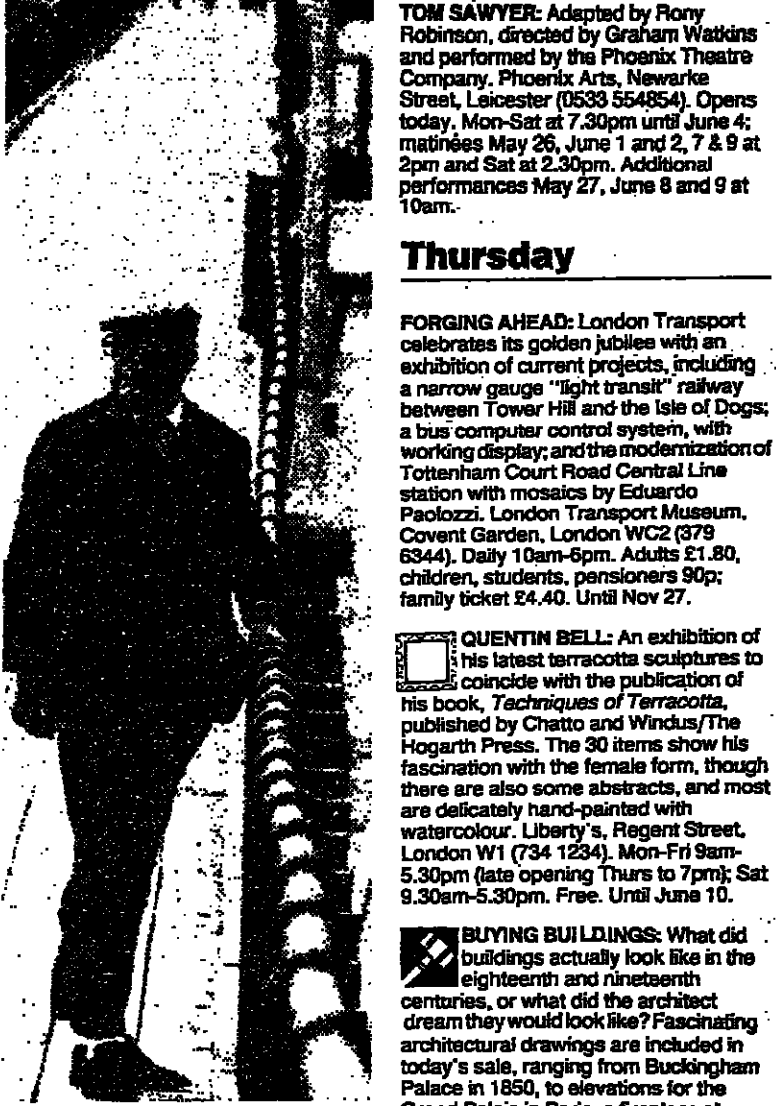 TOM SAWYER: Adapted by Rony
Robinson, directed by Graham Watkins
and performed by the Phoenix Theatre
Company. Phoenix Arts, Newarke
Street, Leicester (0533 554854). Opens
today. Mon-Sat at 7.30pm until June 4;
matinées May 26, June 1 and 2, 7 & 9 at
2pm and Sat at 2.30pm. Additional
performances May 27, June 8 and 9 at
10am.
Thursday
FORGING AHEAD: London Transport
celebrates its golden jubilee with an
exhibition of current projects, including
a narrow gauge "light transit" railway
between Tower Hill and the Isle of Dogs;
a bus computer control system, with
working display; and the modernization of
Tottenham Court Road Central Line
station with mosaics by Eduardo
Paolozzi. London Transport Museum,
Covent Garden, London WC2 (379
6344). Daily 10am-6pm. Adults £1.80,
children, students, pensioners 90p;
family ticket £4.40. Until Nov 27.
QUENTIN BELL: An exhibition of
his latest terracotta sculptures to
coincide with the publication of
his book, Techniques of Terracotta,
published by Chatto and Windus/The
Hogarth Press. The 30 items show his
fascination with the female form, though
there are also some abstracts, and most
are delicately hand-painted with
watercolour. Liberty's, Regent Street,
London W1 (734 1234). Mon-Fri 9am-
5.30pm (late opening Thurs to 7pm); Sat
9.30am-5.30pm. Free. Until June 10.
BUYING BUILDINGS: What did
buildings actually look like in the
eighteenth and nineteenth
centuries, or what did the architect
dream they would look like? Fascinating
architectural drawings are included in
today's sale, ranging from Buckingham
Palace in 1850, to elevations for the